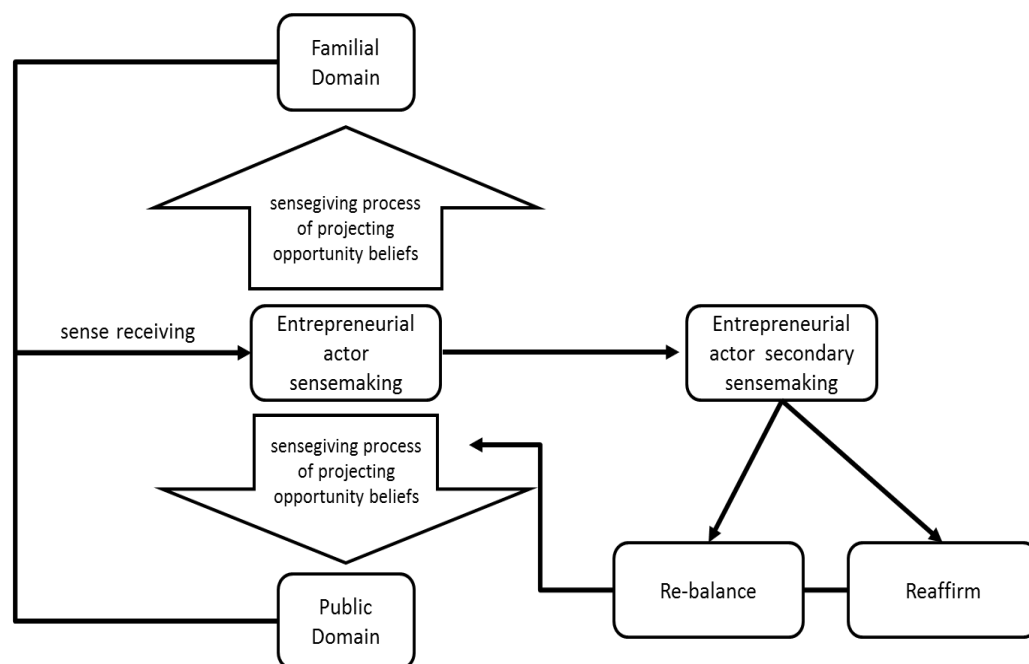 Familial
Domain
sensegiving process
of projecting
opportunity beliefs
sense receiving
Entrepreneurial
actor
sensemaking
Entrepreneurial
actor secondary
sensemaking
sensegiving process
of projecting
opportunity beliefs
Re-balance
Reaffirm
Public
Domain